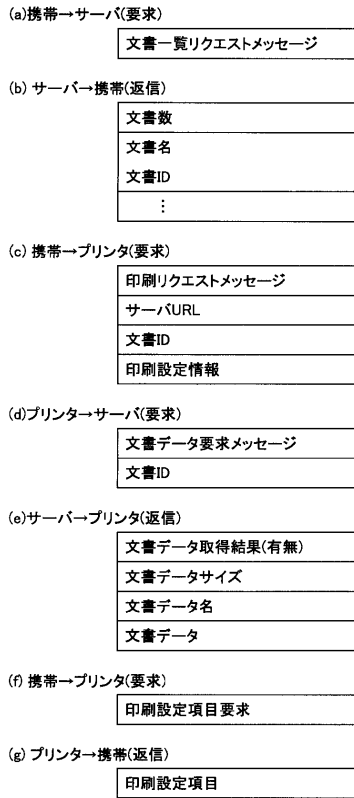 (a)携帯→サーバ(要求)
文書一覧リクエストメッセージ
(b) サーバ→携帯(返信)
文書数
文書名
文書ID
⋮
(c) 携帯→プリンタ(要求)
印刷リクエストメッセージ
サーバURL
文書ID
印刷設定情報
(d)プリンタ→サーバ(要求)
文書データ要求メッセージ
文書ID
(e)サーバ→プリンタ(返信)
文書データ取得結果(有無)
文書データサイズ
文書データ名
文書データ
(f) 携帯→プリンタ(要求)
印刷設定項目要求
(g) プリンタ→携帯(返信)
印刷設定項目